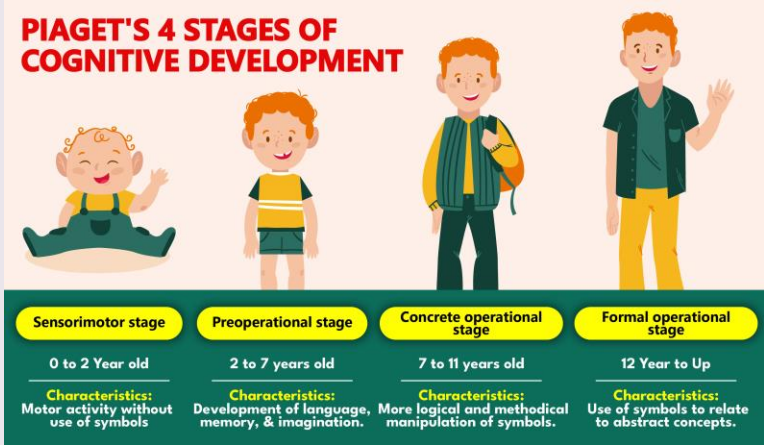 PIAGET'S 4 STAGES OF
COGNITIVE DEVELOPMENT
Sensorimotor stage
0 to 2 Year old
Characteristics:
Motor activity without
use of symbols
Preoperational stage
2 to 7 years old
Characteristics:
Development of language,
memory, & imagination.
Concrete operational
stage
7 to 11 years old
Characteristics:
More logical and methodical
manipulation of symbols.
Formal operational
stage
12 Year to Up
Characteristics:
Use of symbols to relate
to abstract concepts.